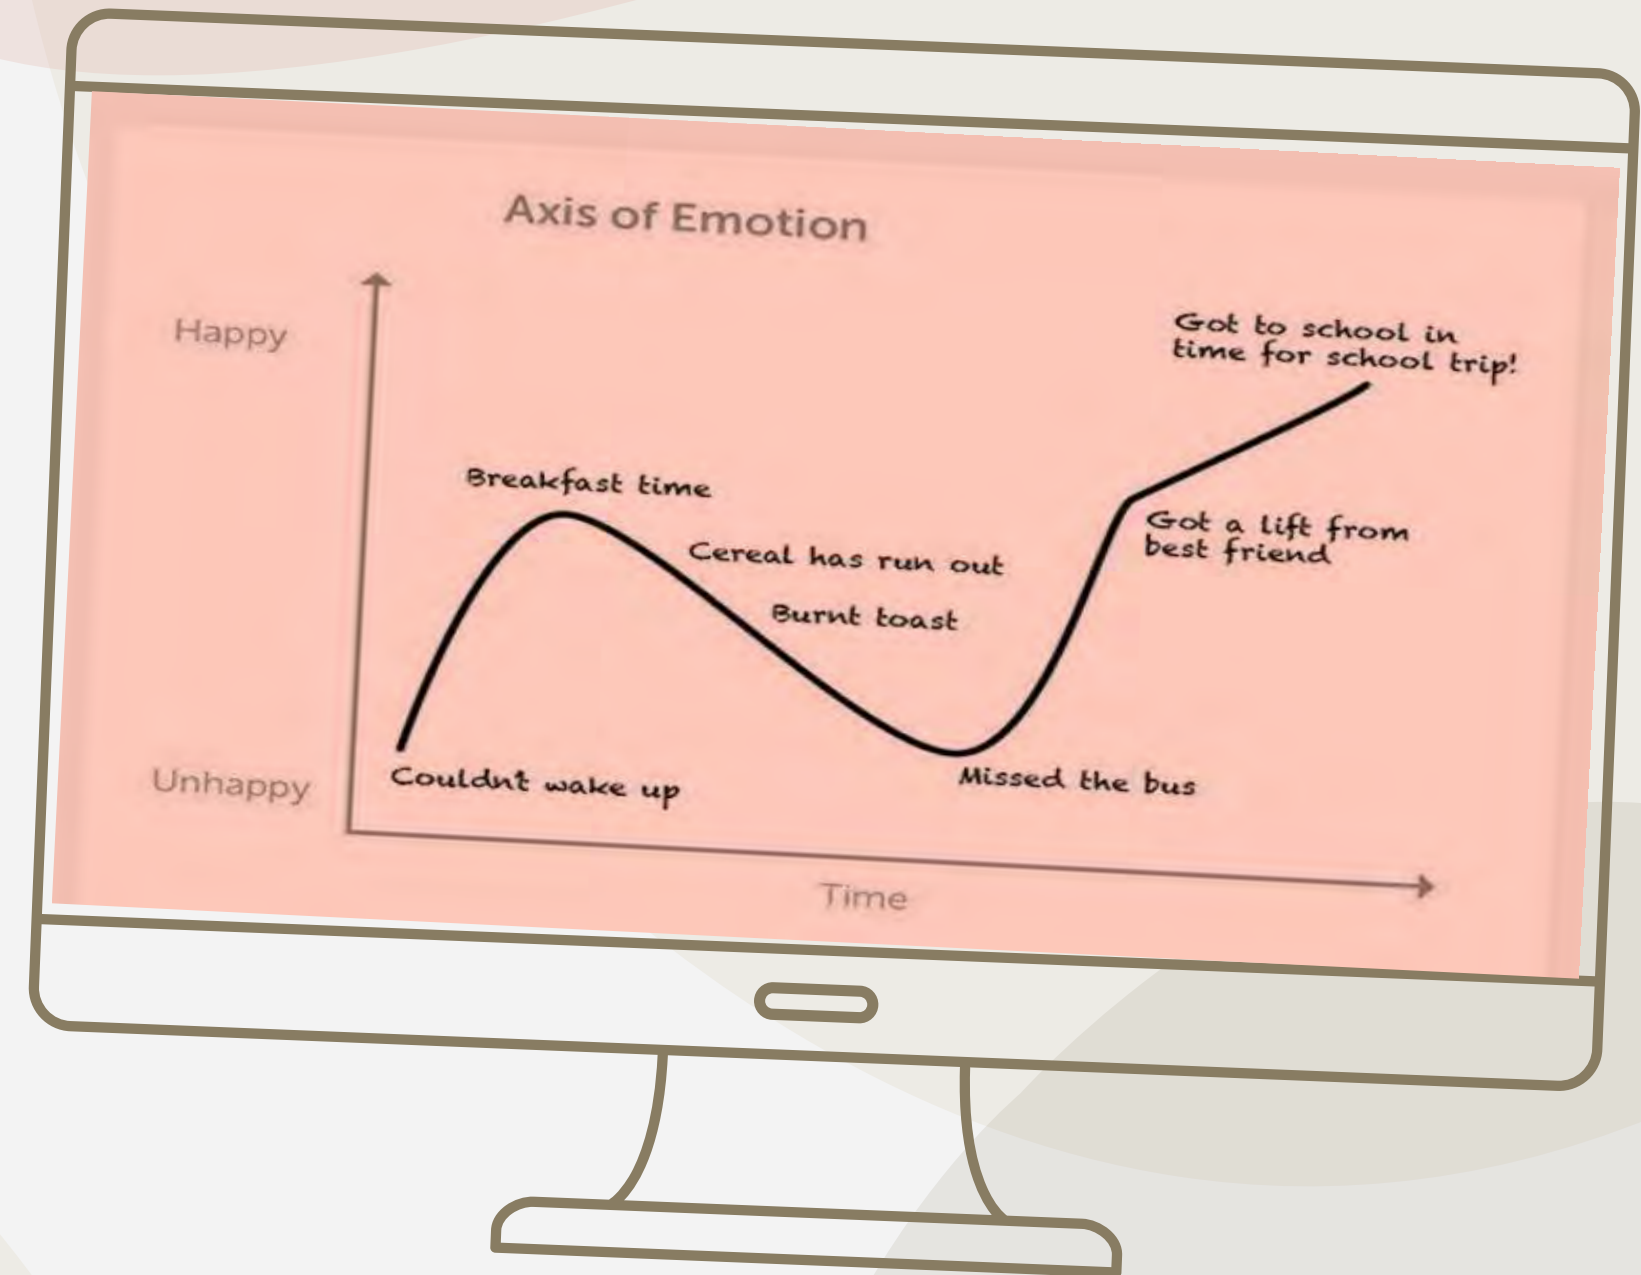 Axis of Emotion
Happy
Got to school in
time for school trip!
Breakfast time
Cereal has run out
Got a lift from
best friend
Burnt toast
Unhappy
Couldn't wake up
Missed the bus
Time